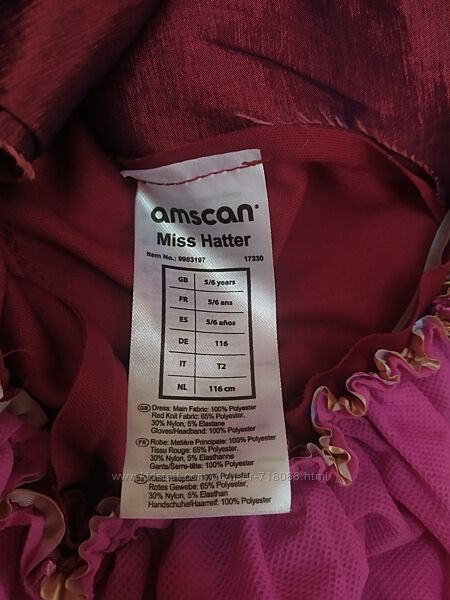 amscan®
Miss Hatter
Item No.: 9903197 17330
GB 5/6 years
FR 5/6 ans
ES 5/6 años
DE 116
IT T2
NL 116 cm
GB Dress: Main Fabric: 100% Polyester
Red Knit Fabric: 65% Polyester,
30% Nylon, 5% Elastane
Gloves/Headband: 100% Polyester
FR Robe: Matière Principale: 100% Polyester
Tissu Rouge: 65% Polyester,
30% Nylon, 5% Elasthanne
Gants/Serre-tête: 100% Polyester
100% Polyester
Rotes Gewebe: 65% Polyester,
30% Nylon, 5% Elasthan
Handschuhe/Haarreif: 100% Polyester